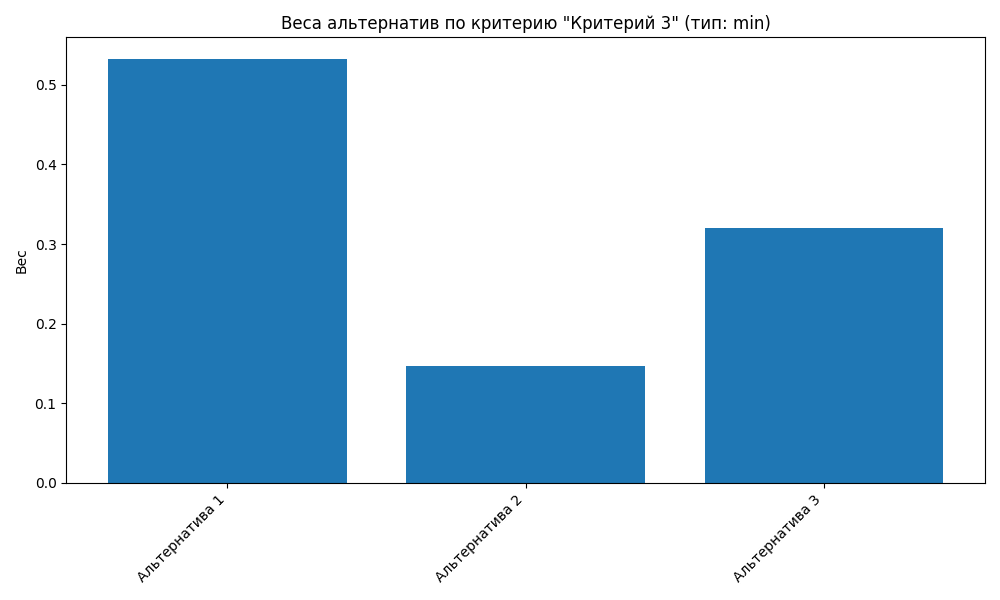 Веса альтернатив по критерию "Критерий 3" (тип: min)
Вес
0.5
0.4
0.3
0.2
0.1
0.0
Альтернатива 1
Альтернатива 2
Альтернатива 3